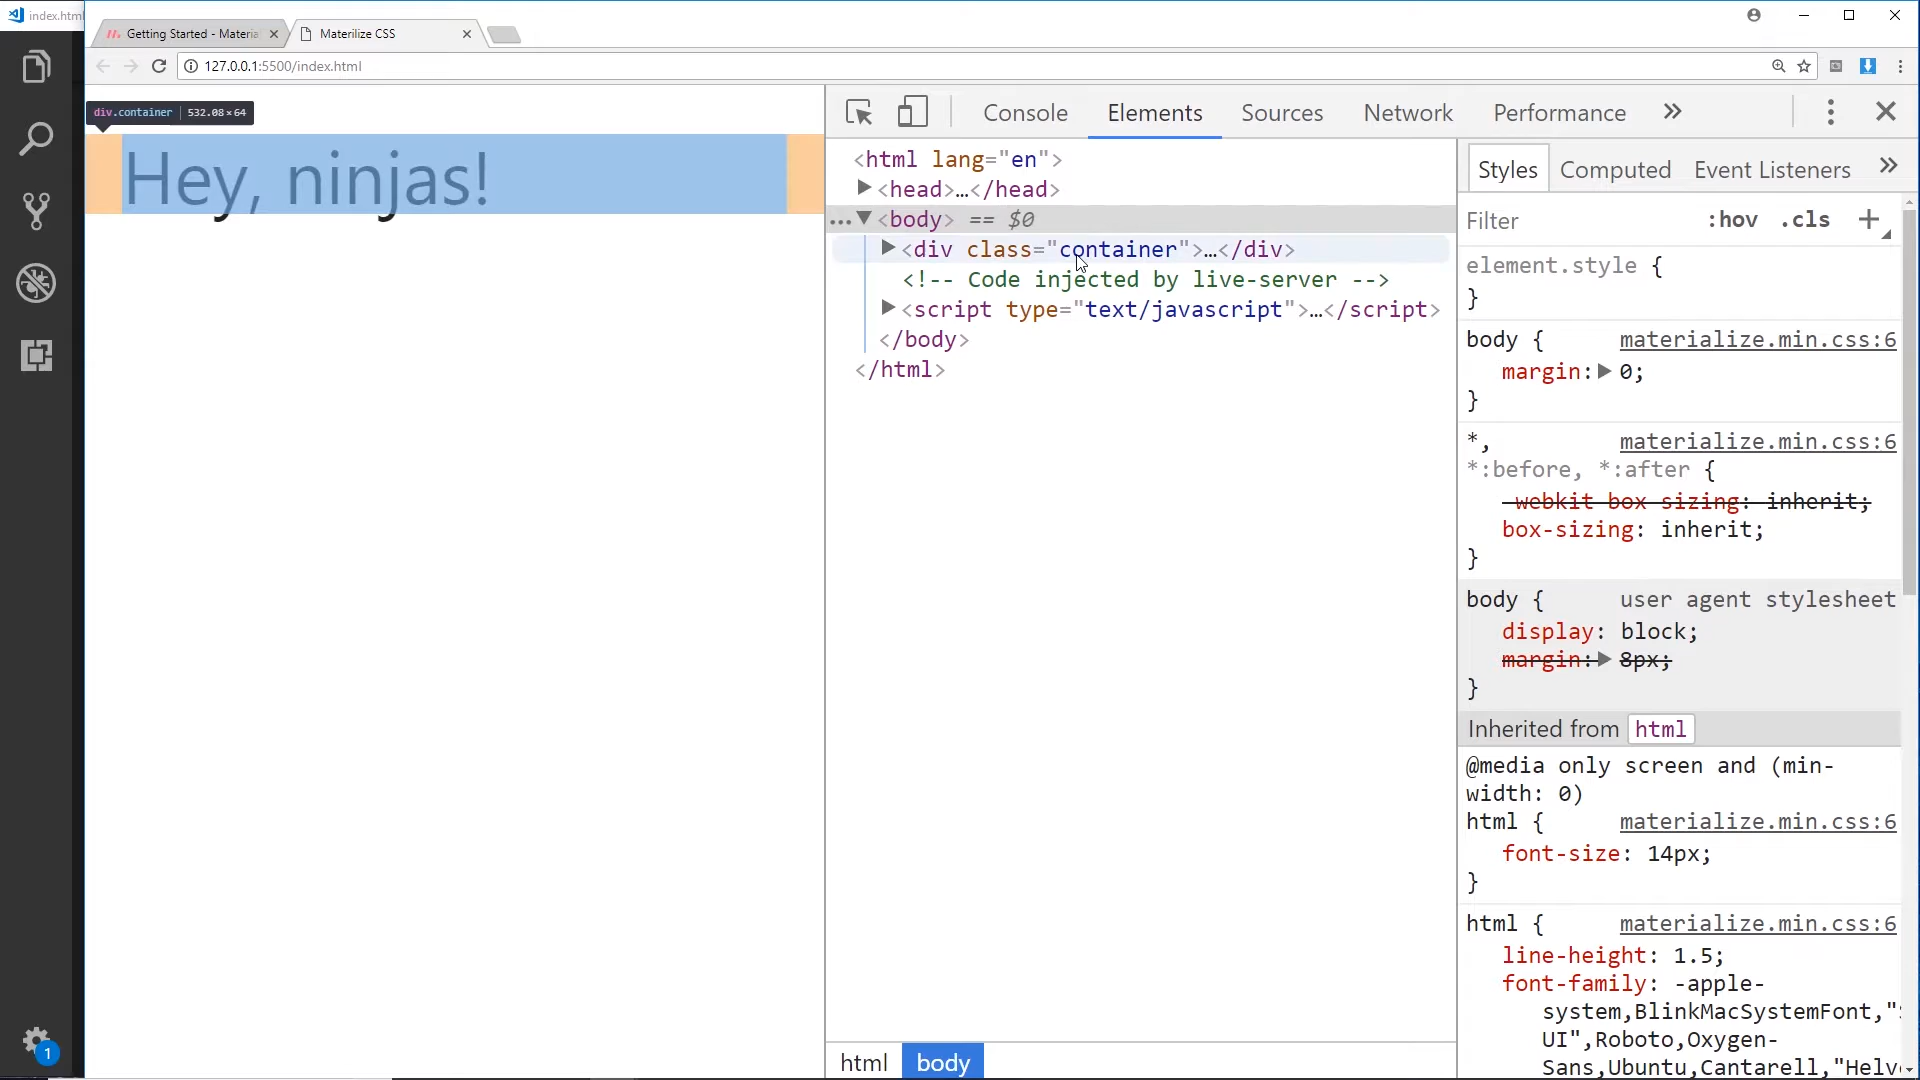 index.html
Getting Started - Materia
Materilize CSS
127.0.0.1:5500/index.html
div.container | 532.08×64
Hey, ninjas!
Console
Elements
Sources
Network
Performance
<html lang="en">
<head>…</head>
<body> == $0
<div class="container">…</div>
<!-- Code injected by live-server -->
<script type="text/javascript">…</script>
</body>
</html>
html
body
Styles
Computed
Event Listeners
Filter
:hov
.cls
element.style {
}
body {
materialize.min.css:6
margin: 0;
}
*,
materialize.min.css:6
*:before, *:after {
-webkit-box-sizing: inherit;
box-sizing: inherit;
}
body {
user agent stylesheet
display: block;
margin: 8px;
}
Inherited from html
@media only screen and (min-
width: 0)
html {
materialize.min.css:6
font-size: 14px;
}
html {
materialize.min.css:6
line-height: 1.5;
font-family: -apple-
system,BlinkMacSystemFont,"
UI",Roboto,Oxygen-
Sans,Ubuntu,Cantarell,"Helv
1